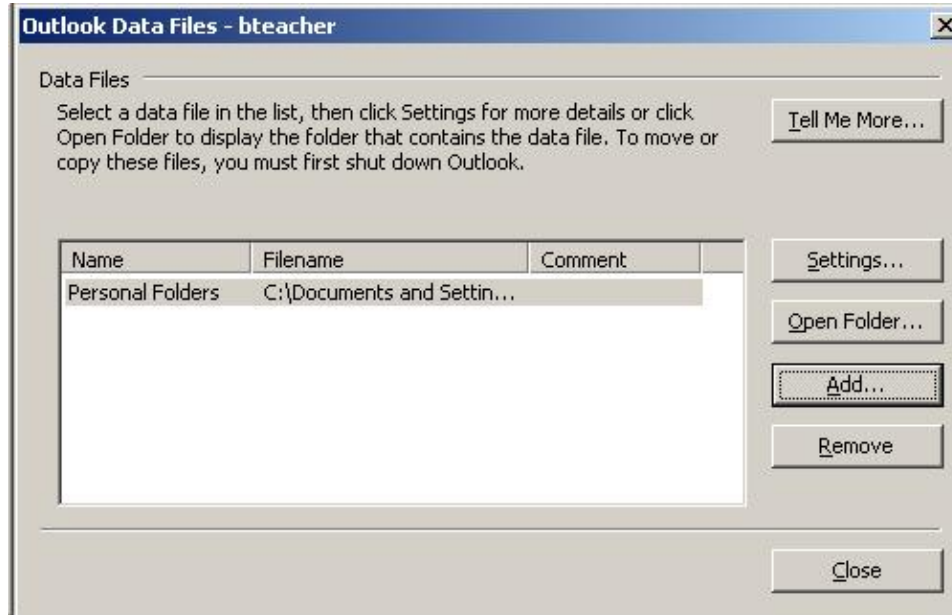 Outlook Data Files - bteacher
Data Files
Select a data file in the list, then click Settings for more details or click
Open Folder to display the folder that contains the data file. To move or
copy these files, you must first shut down Outlook.
Tell Me More...
Name Filename Comment
Personal Folders C:\Documents and Settin...
Settings...
Open Folder...
Add...
Remove
Close